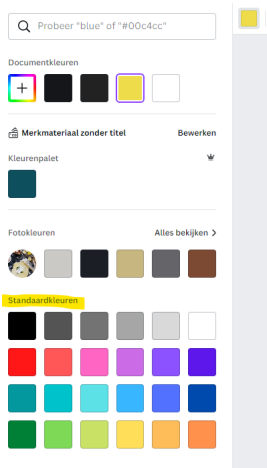 Probeer "blue" of "#00c4cc"
Documentkleuren
Merkmateriaal zonder titel Bewerken
Kleurenpalet
Fotokleuren Alles bekijken
Standaardkleuren